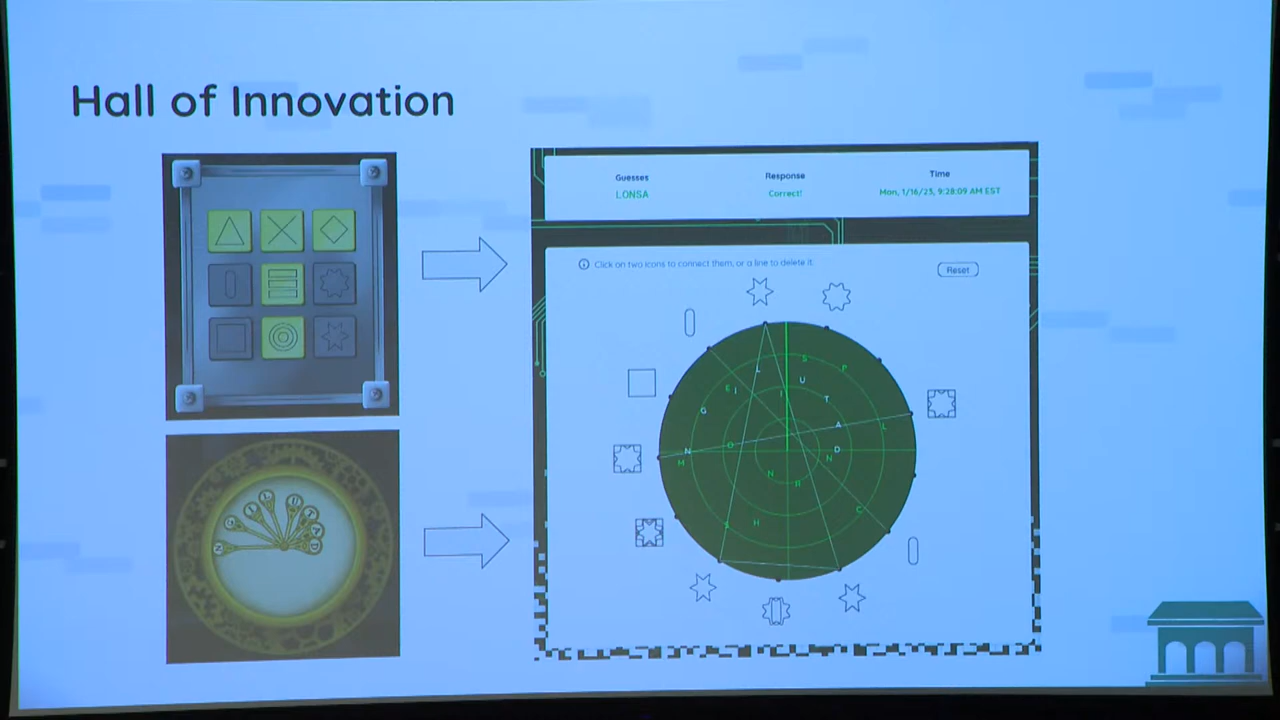 Hall of Innovation
Guesses
Response
Time
LONSA
Correct!
Mon, 1/16/23, 9:28:09 AM EST
Click on two icons to connect them, or a line to delete it.
Reset
S
P
L
U
E
I
I
T
G
A
L
N
O
D
M
N
N
R
C
S
H
N
G
I
L
U
T
A
D